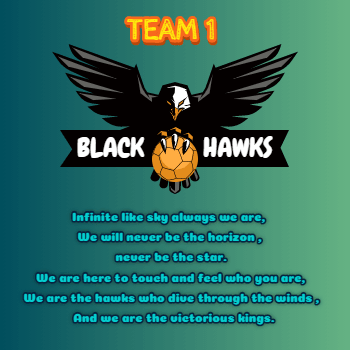 TEAM 1
BLACK HAWKS
Infinite like sky always we are,
We will never be the horizon ,
never be the star.
We are here to touch and feel who you are,
We are the hawks who dive through the winds ,
And we are the victorious kings.